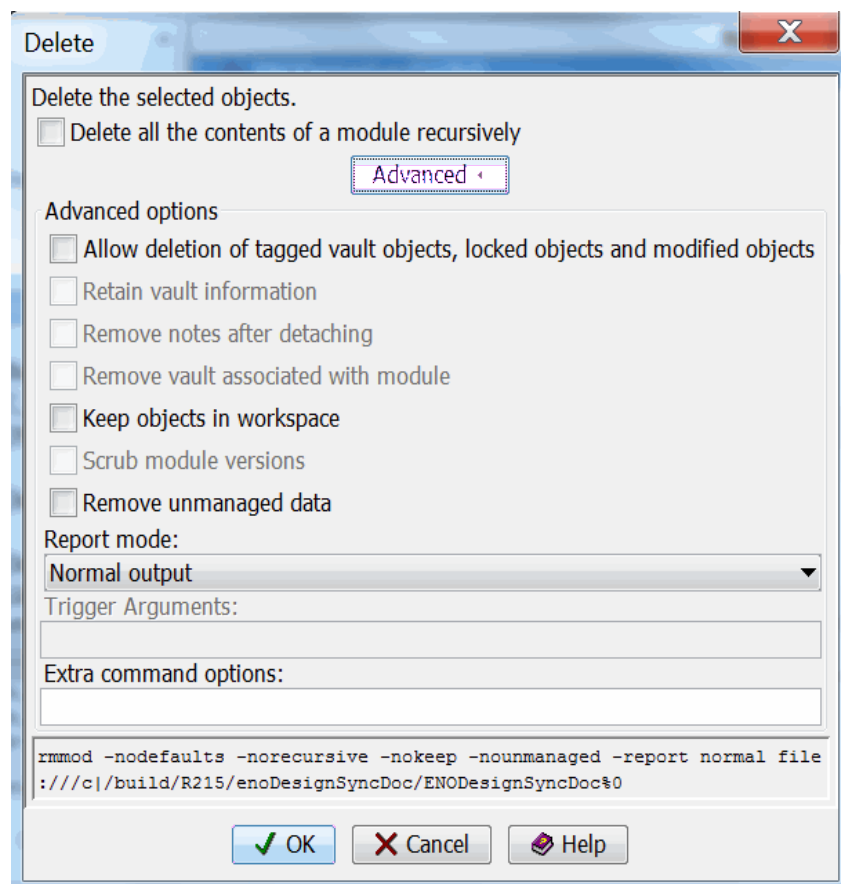 Delete
Delete the selected objects.
Delete all the contents of a module recursively
Advanced
Advanced options
Allow deletion of tagged vault objects, locked objects and modified objects
Retain vault information
Remove notes after detaching
Remove vault associated with module
Keep objects in workspace
Scrub module versions
Remove unmanaged data
Report mode:
Normal output
Trigger Arguments:
Extra command options:
rmmod -nodefaults -norecursive -nokeep -nounmanaged -report normal file
:///c|/build/R215/enoDesignSyncDoc/ENODesignSyncDoc%0
OK Cancel Help